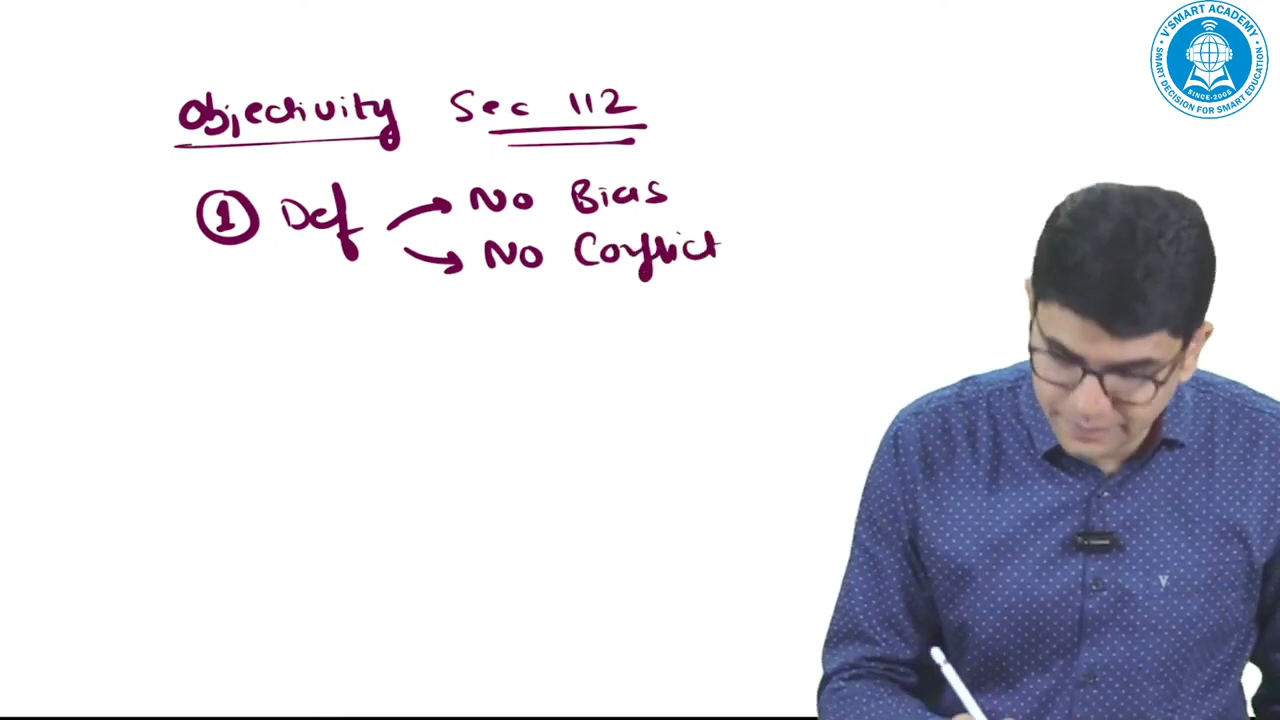 Objectivity Sec 112
1 Def → No Bias
→ No Conflict
V'SMART ACADEMY
SINCE-2005
SMART DECISION FOR SMART EDUCATION
V